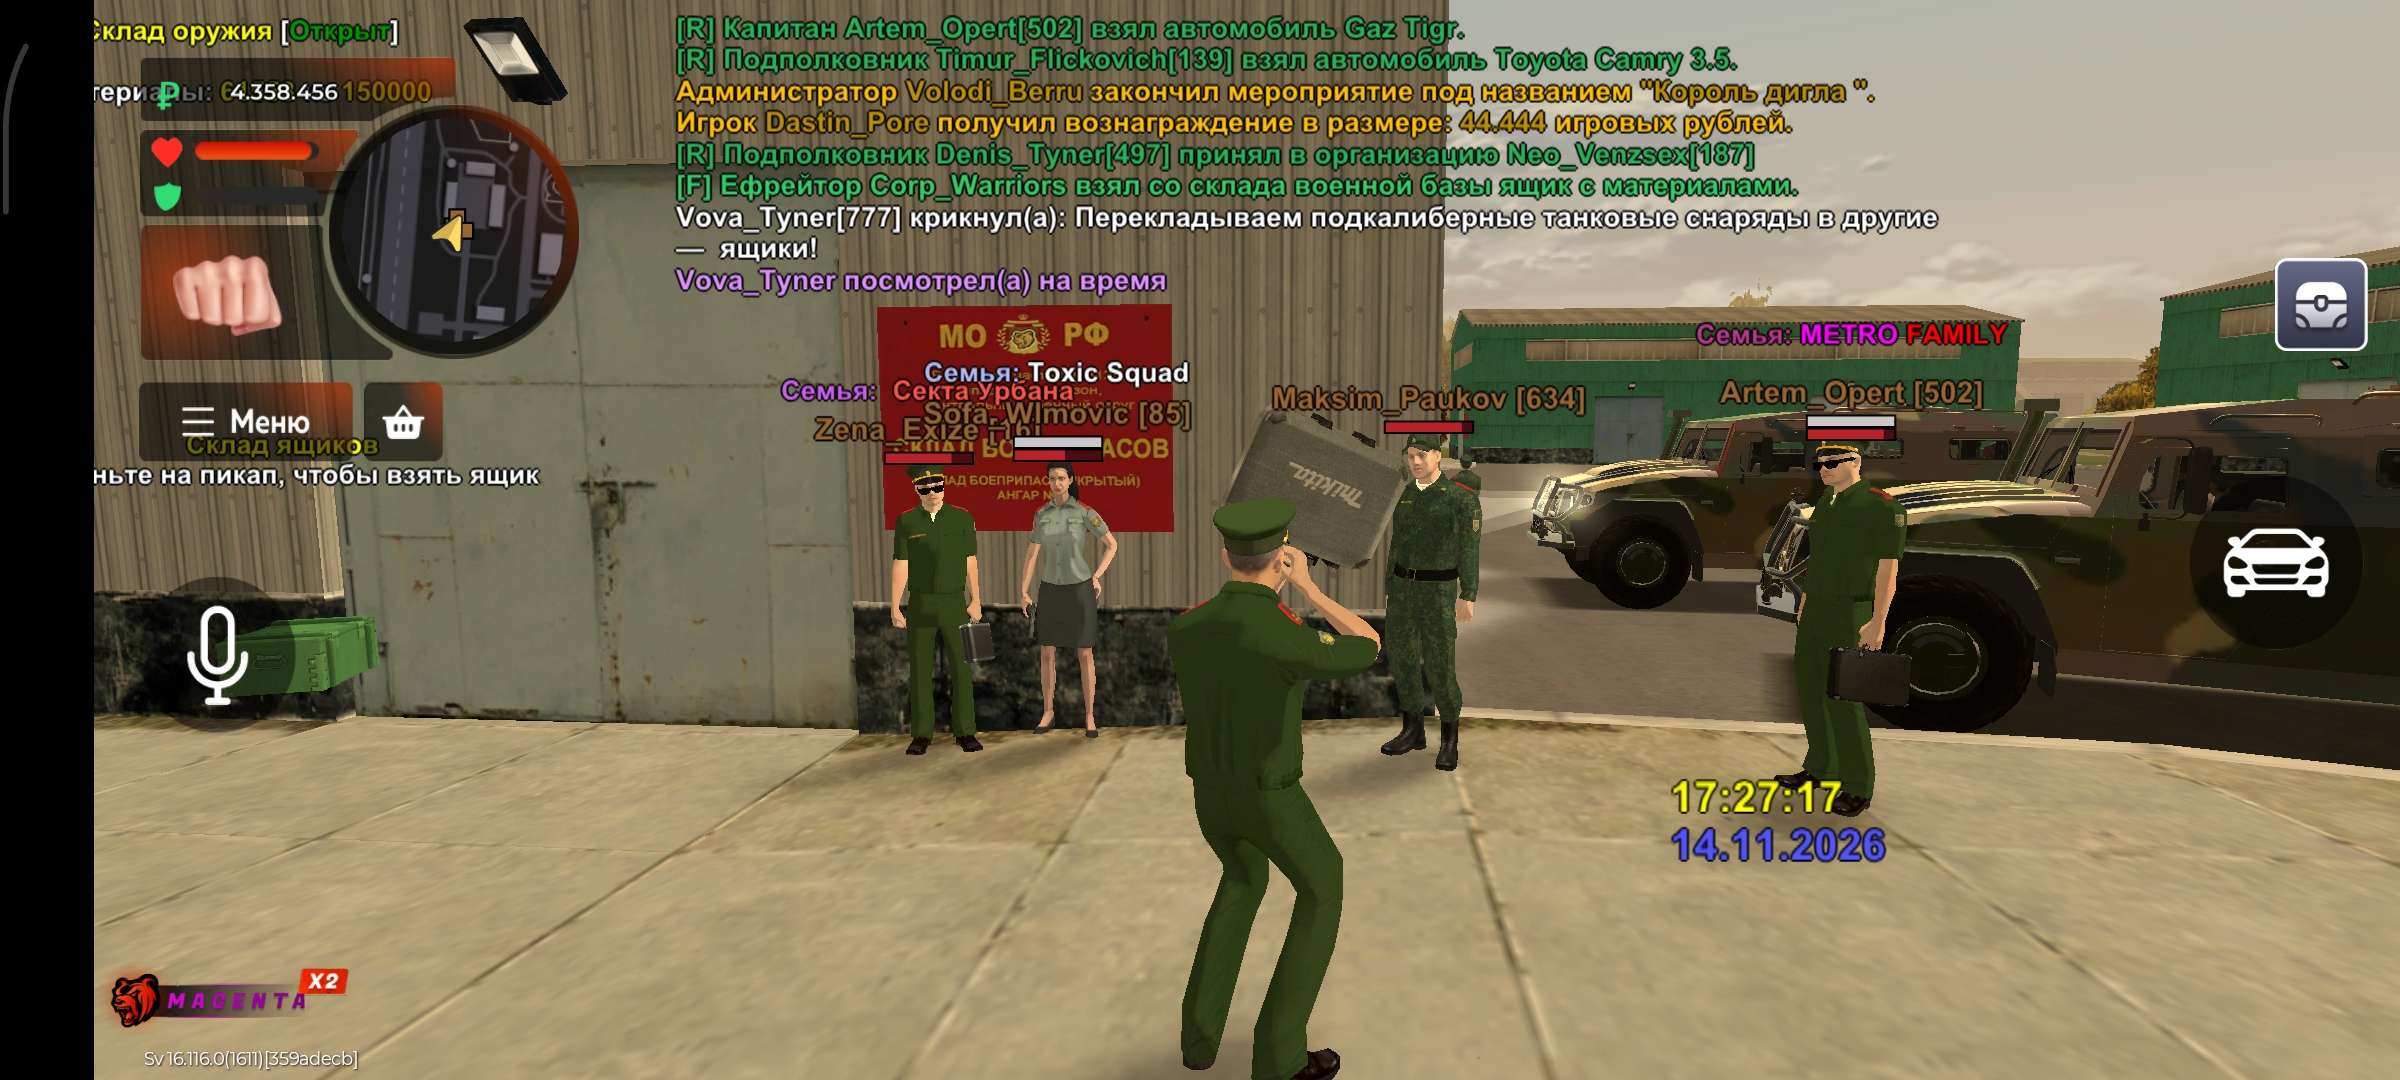 Склад оружия [Открыт]
4.358.456 150000
Меню
Склад ящиков
ньте на пикап, чтобы взять ящик
[R] Капитан Artem_Opert[502] взял автомобиль Gaz Tigr.
[R] Подполковник Timur_Flickovich[139] взял автомобиль Toyota Camry 3.5.
Администратор Volodi_Berru закончил мероприятие под названием "Король дигла ".
Игрок Dastin_Pore получил вознаграждение в размере: 44.444 игровых рублей.
[R] Подполковник Denis_Tyner[497] принял в организацию Neo_Venzsex[187]
[F] Ефрейтор Corp_Warriors взял со склада военной базы ящик с материалами.
Vova_Tyner[777] крикнул(а): Перекладываем подкалиберные танковые снаряды в другие
— ящики!
Vova_Tyner посмотрел(а) на время
МО РФ
Семья: Toxic Squad
Семья: Секта Урбана
Sofa_Wlmovic [85]
Zena_Exize
АСОВ
АНГАР
Maksim_Paukov [634]
Семья: METRO FAMILY
Artem_Opert [502]
makita
17:27:17
14.11.2026
MAGENTA X2
Sv 16.116.0(1611)[359adecb]